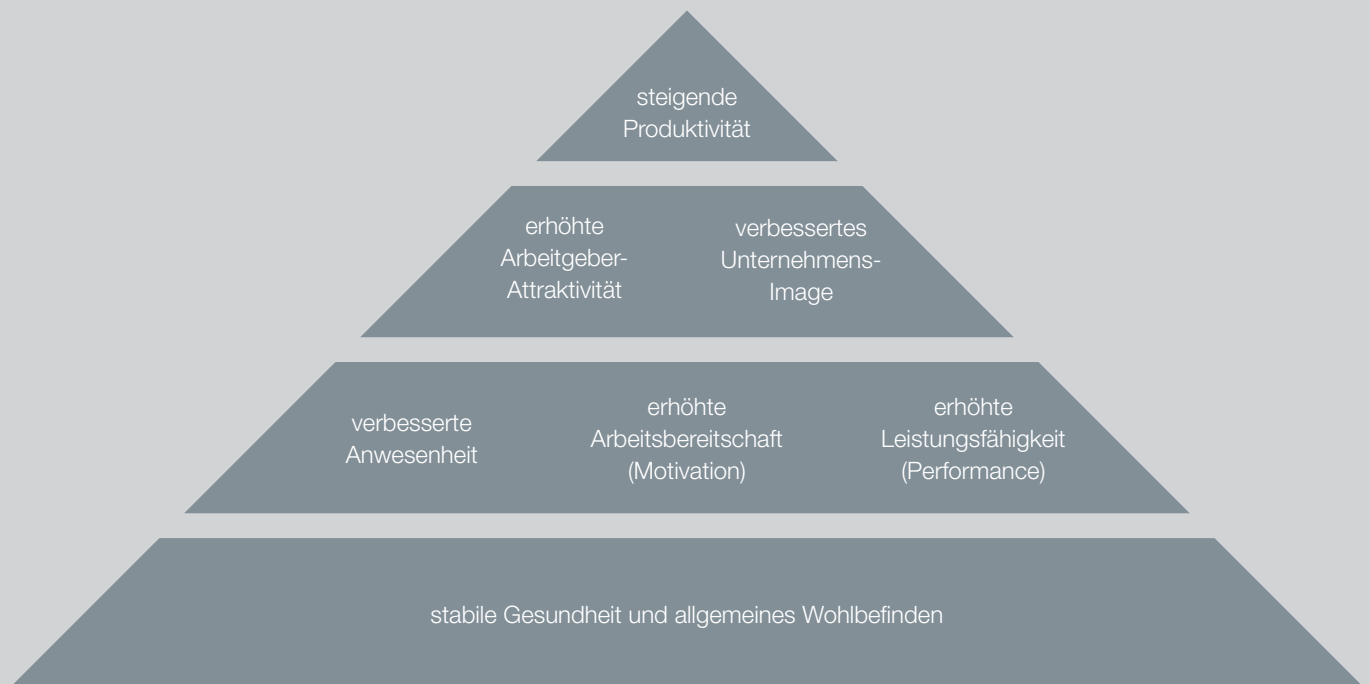 steigende
Produktivität
erhöhte
Arbeitgeber-
Attraktivität
verbessertes
Unternehmens-
Image
verbesserte
Anwesenheit
erhöhte
Arbeitsbereitschaft
(Motivation)
erhöhte
Leistungsfähigkeit
(Performance)
stabile Gesundheit und allgemeines Wohlbefinden